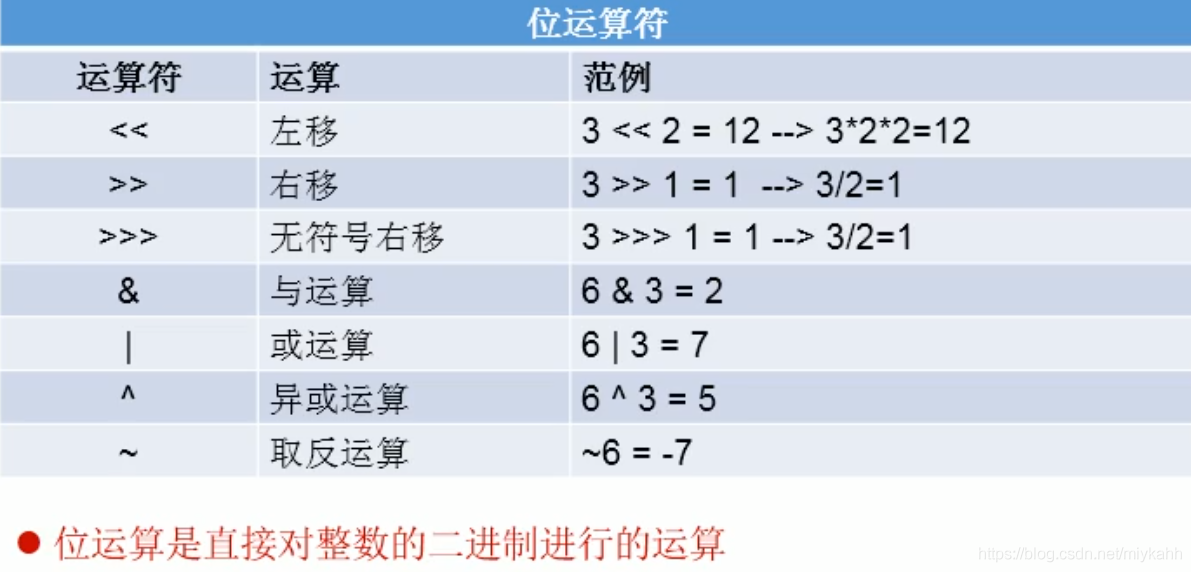 位运算符
运算符 运算 范例
<< 左移 3 << 2 = 12 --> 3*2*2=12
>> 右移 3 >> 1 = 1 --> 3/2=1
>>> 无符号右移 3 >>> 1 = 1 --> 3/2=1
& 与运算 6 & 3 = 2
| 或运算 6 | 3 = 7
^ 异或运算 6 ^ 3 = 5
~ 取反运算 ~6 = -7
● 位运算是直接对整数的二进制进行的运算
https://blog.csdn.net/miykahh